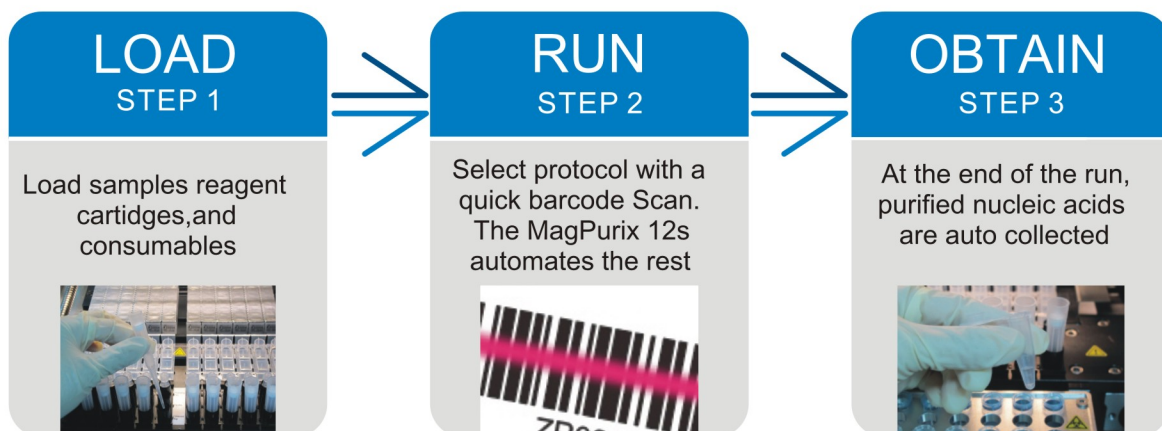 LOAD
STEP 1
Load samples reagent
cartidges,and
consumables
RUN
STEP 2
Select protocol with a
quick barcode Scan.
The MagPurix 12s
automates the rest
OBTAIN
STEP 3
At the end of the run,
purified nucleic acids
are auto collected